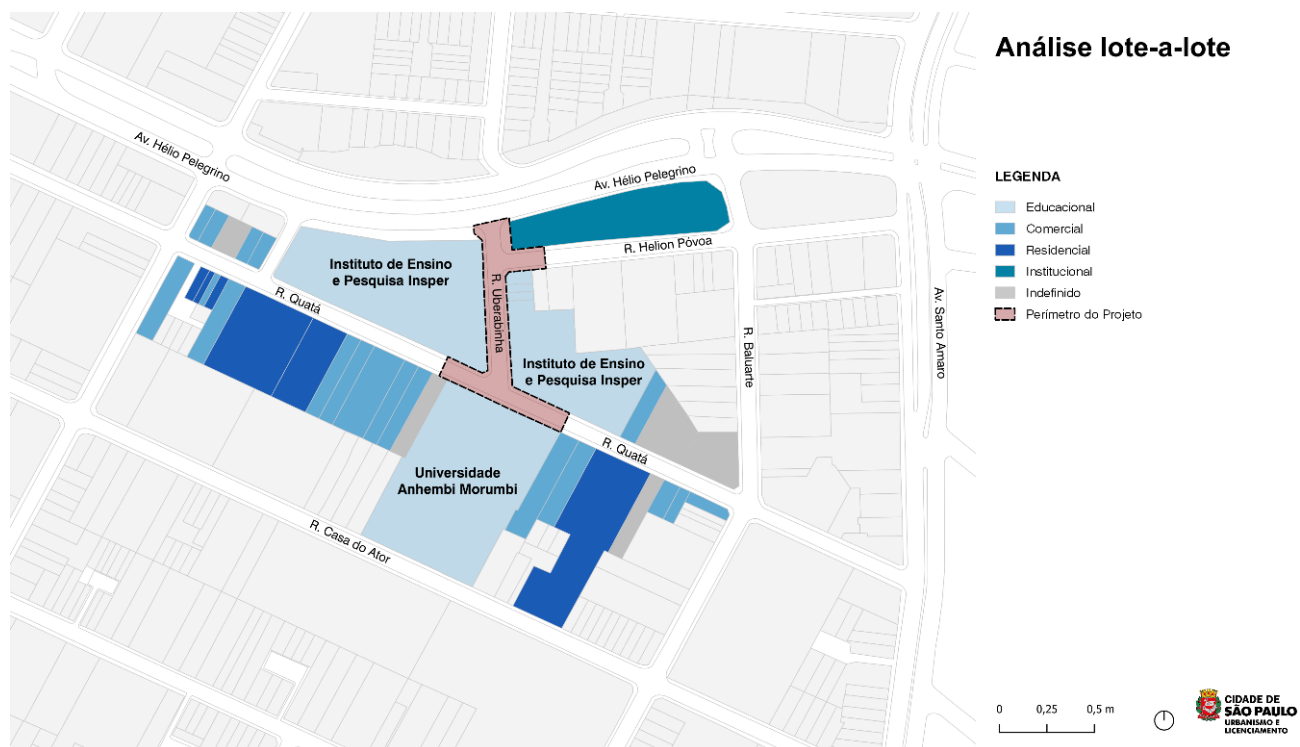 Análise lote-a-lote
Av. Hélio Pelegrino
Av. Hélio Pelegrino
R. Helion Póvoa
Instituto de Ensino
e Pesquisa Insper
R. Uberabinha
R. Quatá
Instituto de Ensino
e Pesquisa Insper
R. Baluarte
Av. Santo Amaro
R. Quatá
Universidade
Anhembi Morumbi
R. Casa do Ator
LEGENDA
Educacional
Comercial
Residencial
Institucional
Indefinido
Perímetro do Projeto
0 0,25 0,5 m
CIDADE DE
SÃO PAULO
URBANISMO E
LICENCIAMENTO